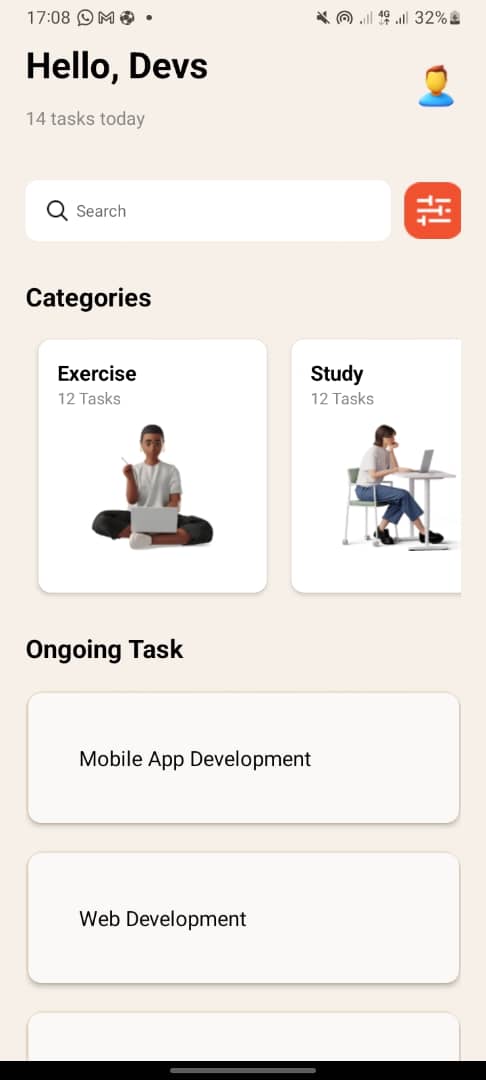 17:08
4G
32%
Hello, Devs
14 tasks today
Search
Categories
Exercise
12 Tasks
Study
12 Tasks
Ongoing Task
Mobile App Development
Web Development